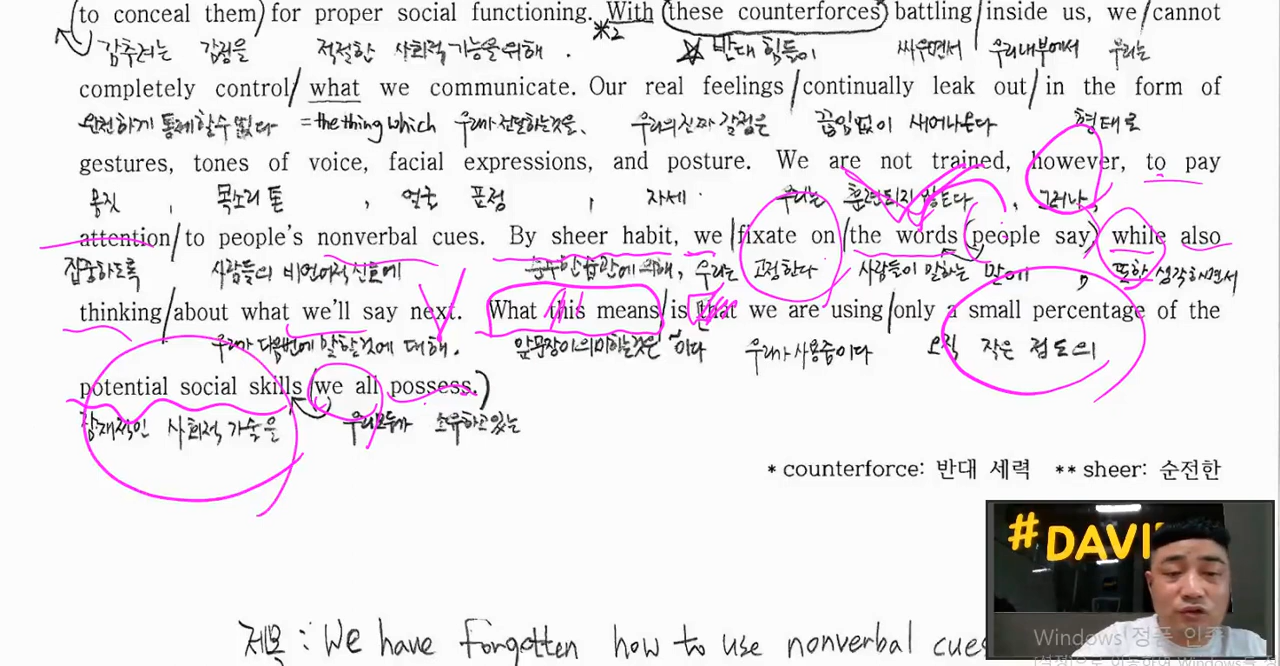 (to conceal them) for proper social functioning. With (these counterforces) battling/inside us, we/cannot
감추려는 감정을 적절한 사회적 기능을 위해. *2 ☆ 반대 힘들이 싸우면서 우리 내부에서 우리는
completely control/what we communicate. Our real feelings/continually leak out/in the form of
완전하게 통제할 수 없다 = the thing which 우리가 전달하는 것을. 우리의 진짜 감정은 끊임없이 새어나온다 형태로
gestures, tones of voice, facial expressions, and posture. We are not trained, however, to pay
몸짓, 목소리 톤, 얼굴 표정, 자세. 우리는 훈련되지 않는다, 그러나,
attention/to people's nonverbal cues. By sheer habit, we/fixate on/the words (people say) while also
집중하도록 사람들의 비언어적 신호에 순수한 습관에 의해, 우리는 고정한다 사람들이 말하는 말에, 또한 생각하면서
thinking/about what we'll say next. What this means/is that we are using/only a small percentage of the
우리가 다음번에 말할 것에 대해. 앞 문장이 의미하는 것은 이다 우리가 사용중이다 오직 작은 정도의
potential social skills (we all possess.)
잠재적인 사회적 기술을 우리 모두가 소유하고 있는
* counterforce: 반대 세력 ** sheer: 순전한
#DAVI
제목: We have forgotten how to use nonverbal cues
Windows 정품 인증